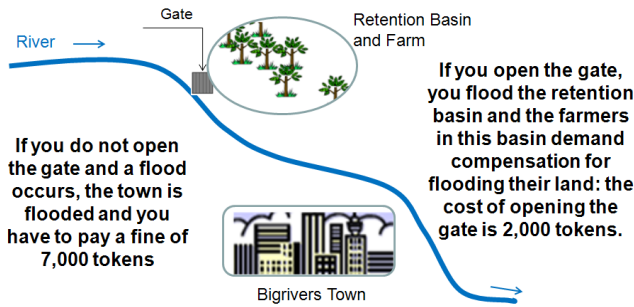 Gate
Retention Basin
and Farm
River
If you do not open
the gate and a flood
occurs, the town is
flooded and you
have to pay a fine of
7,000 tokens
If you open the gate,
you flood the retention
basin and the farmers
in this basin demand
compensation for
flooding their land: the
cost of opening the
gate is 2,000 tokens.
Bigrivers Town